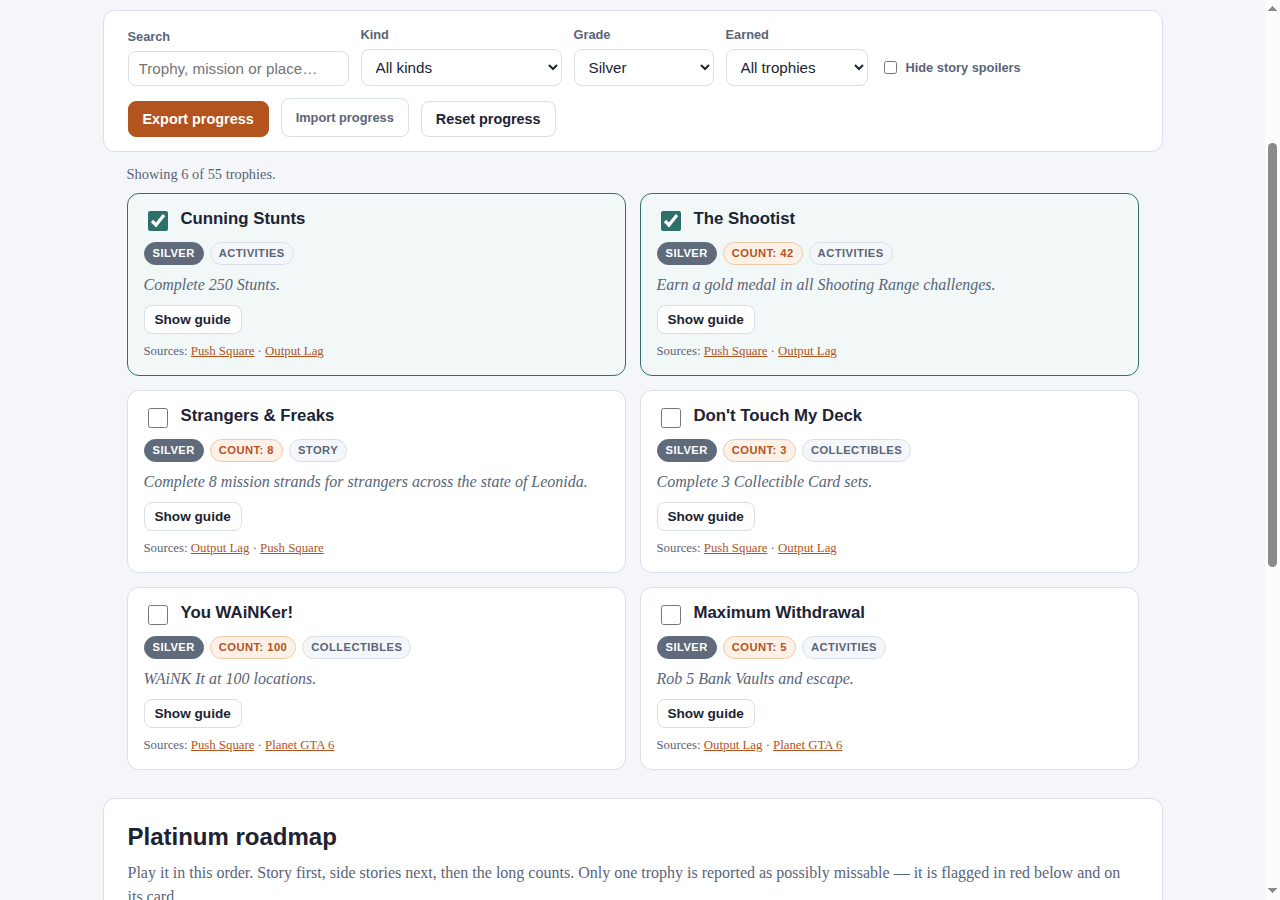 Search
Kind
Grade
Earned
Trophy, mission or place…
All kinds
Silver
All trophies
Hide story spoilers
Export progress
Import progress
Reset progress
Showing 6 of 55 trophies.
Cunning Stunts
SILVER
ACTIVITIES
Complete 250 Stunts.
Show guide
Sources: Push Square · Output Lag
The Shootist
SILVER
COUNT: 42
ACTIVITIES
Earn a gold medal in all Shooting Range challenges.
Show guide
Sources: Push Square · Output Lag
Strangers & Freaks
SILVER
COUNT: 8
STORY
Complete 8 mission strands for strangers across the state of Leonida.
Show guide
Sources: Output Lag · Push Square
Don't Touch My Deck
SILVER
COUNT: 3
COLLECTIBLES
Complete 3 Collectible Card sets.
Show guide
Sources: Push Square · Output Lag
You WAiNKer!
SILVER
COUNT: 100
COLLECTIBLES
WAiNK It at 100 locations.
Show guide
Sources: Push Square · Planet GTA 6
Maximum Withdrawal
SILVER
COUNT: 5
ACTIVITIES
Rob 5 Bank Vaults and escape.
Show guide
Sources: Output Lag · Planet GTA 6
Platinum roadmap
Play it in this order. Story first, side stories next, then the long counts. Only one trophy is reported as possibly missable — it is flagged in red below and on
its card.